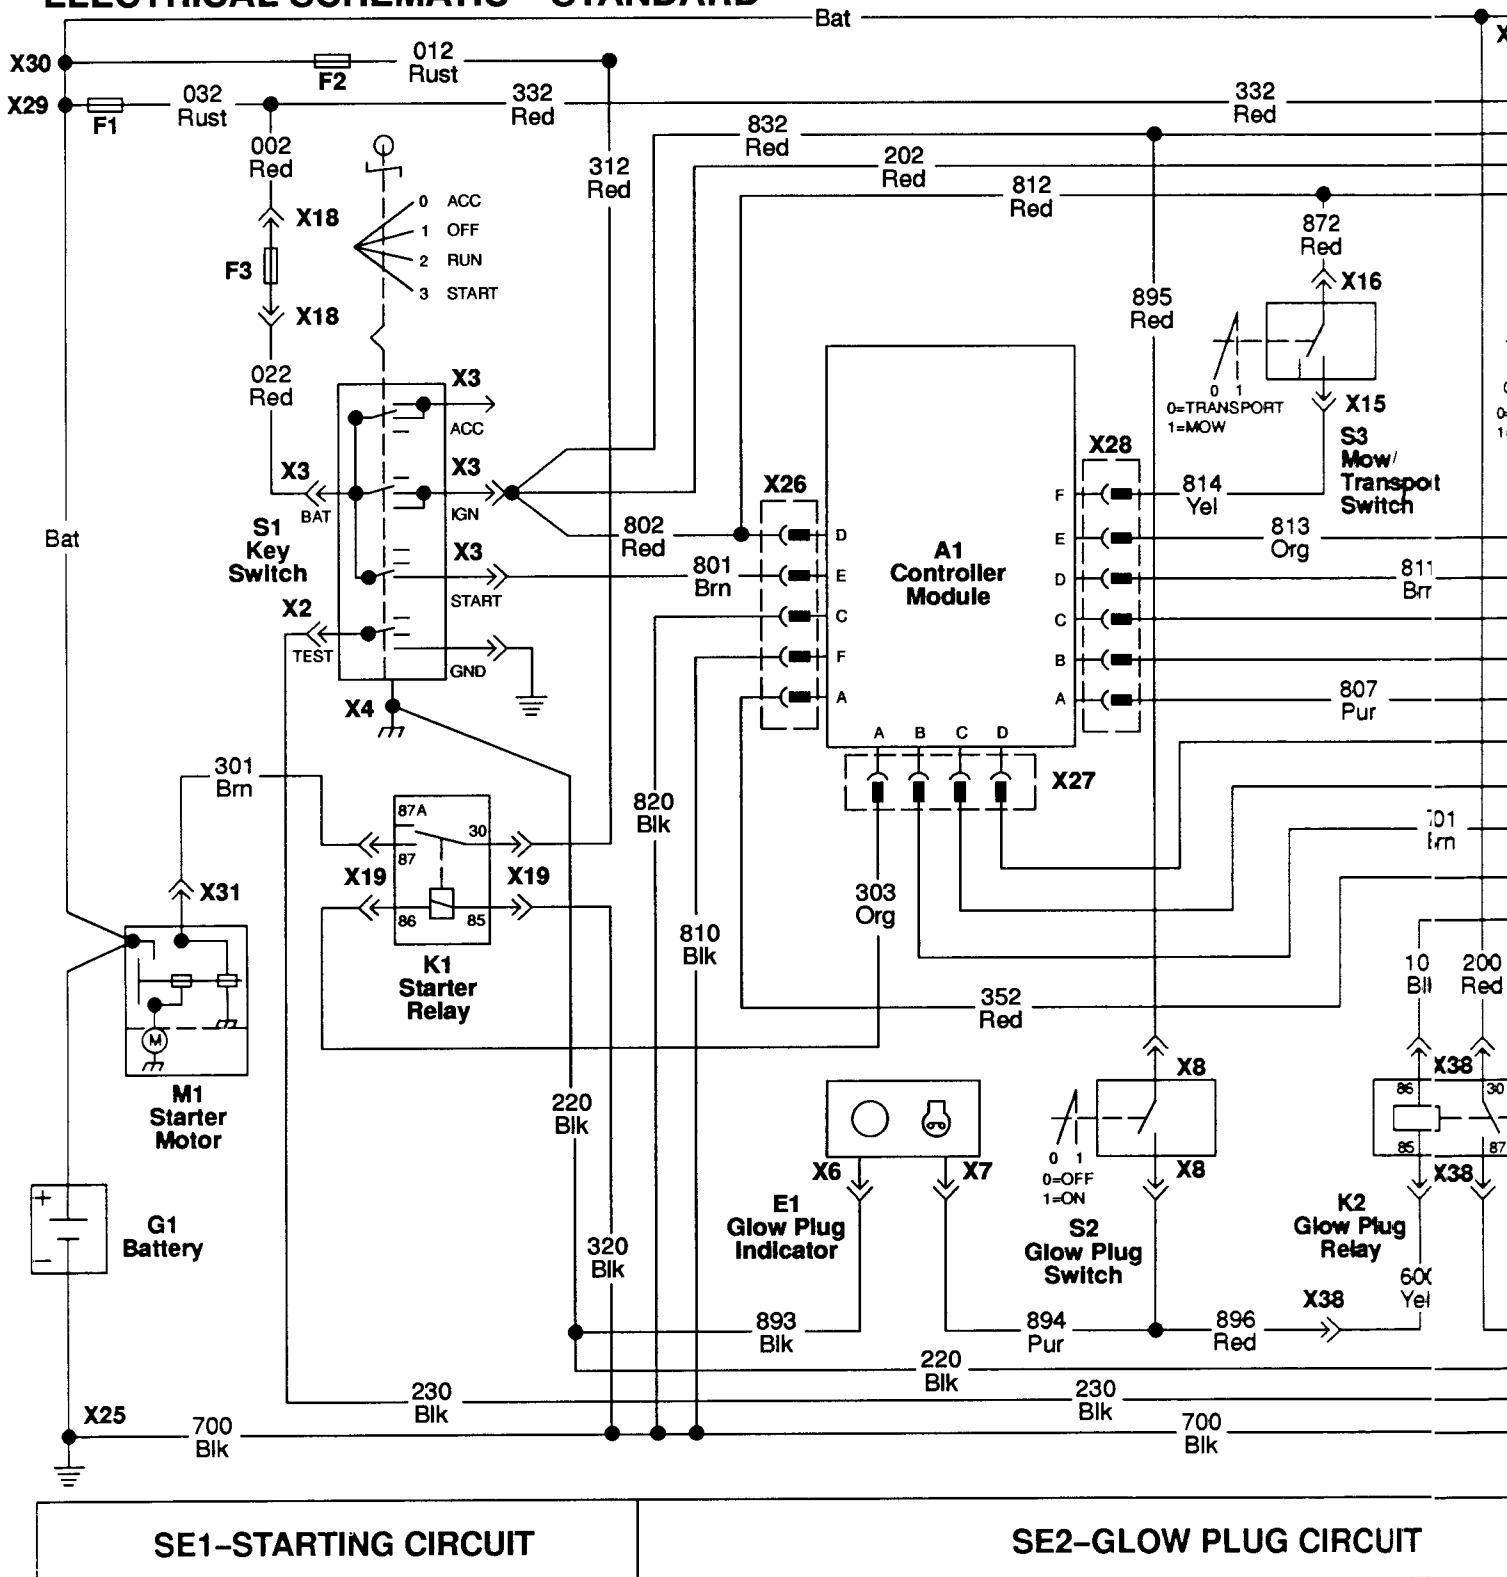 ELECTRICAL SCHEMATIC – STANDARD
Bat
X30
F2
012
Rust
X29
F1
032
Rust
332
Red
332
Red
002
Red
832
Red
202
Red
312
Red
812
Red
X18
0 ACC
1 OFF
2 RUN
3 START
F3
X18
872
Red
X16
895
Red
022
Red
X3
ACC
0 1
0=TRANSPORT
1=MOW
X15
S3
Mow/
Transport
Switch
X3
BAT
X3
IGN
X26
X28
Bat
S1
Key
Switch
802
Red
D
A1
Controller
Module
F
814
Yel
E
813
Org
X3
START
801
Brn
E
D
811
Brn
X2
TEST
C
C
GND
F
B
X4
A
A
807
Pur
A B C D
X27
301
Brn
87A
30
87
820
Blk
X31
X19
X19
86
85
303
Org
K1
Starter
Relay
810
Blk
200
Red
352
Red
M1
Starter
Motor
220
Blk
X8
X38
86
30
0 1
0=OFF
1=ON
85
87
X6
X7
X8
X38
E1
Glow Plug
Indicator
S2
Glow Plug
Switch
K2
Glow Plug
Relay
G1
Battery
+
–
320
Blk
Yel
X38
893
Blk
894
Pur
896
Red
220
Blk
230
Blk
230
Blk
X25
700
Blk
700
Blk
M
SE1–STARTING CIRCUIT
SE2–GLOW PLUG CIRCUIT